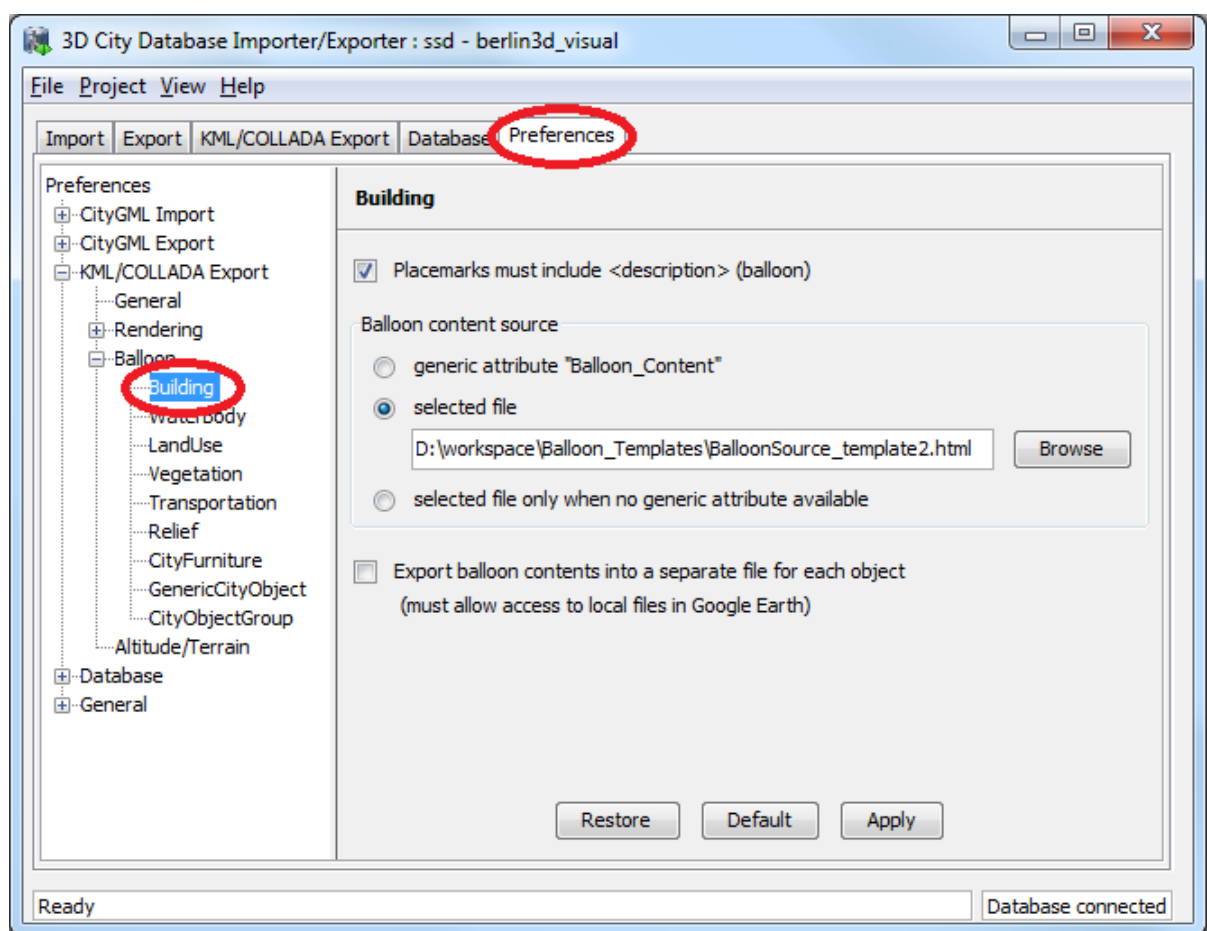 3D City Database Importer/Exporter : ssd - berlin3d_visual
File Project View Help
Import Export KML/COLLADA Export Database Preferences
Preferences
CityGML Import
CityGML Export
KML/COLLADA Export
General
Rendering
Balloon
Building
WaterBody
LandUse
Vegetation
Transportation
Relief
CityFurniture
GenericCityObject
CityObjectGroup
Altitude/Terrain
Database
General
Building
Placemarks must include <description> (balloon)
Balloon content source
generic attribute "Balloon_Content"
selected file
D:\workspace\Balloon_Templates\BalloonSource_template2.html Browse
selected file only when no generic attribute available
Export balloon contents into a separate file for each object
(must allow access to local files in Google Earth)
Restore Default Apply
Ready Database connected